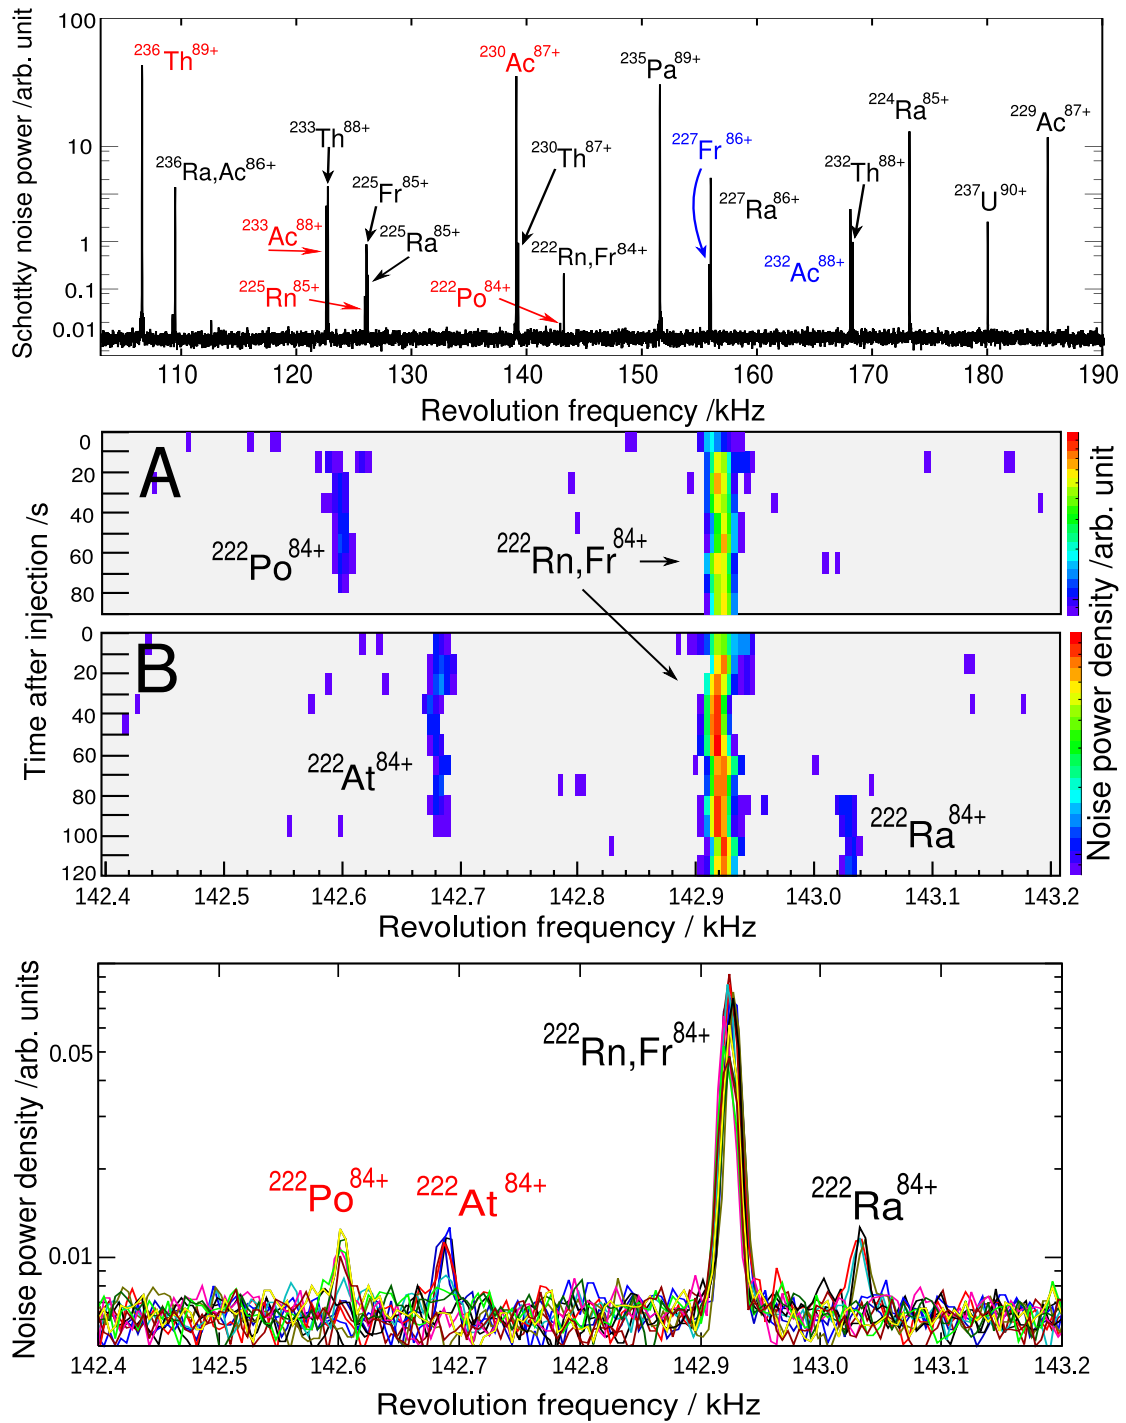 Schottky noise power /arb. unit
100
10
1
0.1
0.01
236Th89+
236Ra,Ac86+
233Th88+
233Ac88+
225Fr85+
225Ra85+
225Rn85+
230Ac87+
230Th87+
222Rn,Fr84+
222Po84+
235Pa89+
227Fr86+
227Ra86+
232Th88+
232Ac88+
224Ra85+
237U90+
229Ac87+
110 120 130 140 150 160 170 180 190
Revolution frequency /kHz
Time after injection /s
A
0
20
40
60
80
222Po84+
222Rn,Fr84+
B
0
20
40
60
80
100
120
222At84+
222Ra84+
Noise power density /arb. unit
142.4 142.5 142.6 142.7 142.8 142.9 143.0 143.1 143.2
Revolution frequency / kHz
Noise power density /arb. units
0.05
0.01
222Rn,Fr84+
222Po84+
222At 84+
222Ra84+
142.4 142.5 142.6 142.7 142.8 142.9 143.0 143.1 143.2
Revolution frequency / kHz